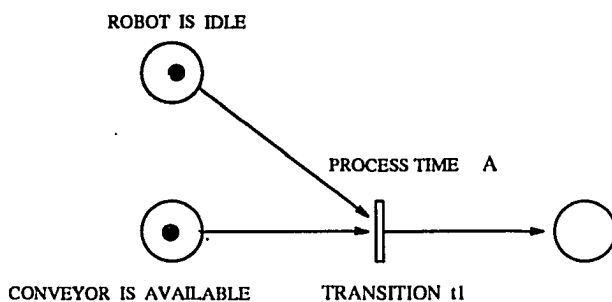 ROBOT IS IDLE
PROCESS TIME A
CONVEYOR IS AVAILABLE
TRANSITION t1